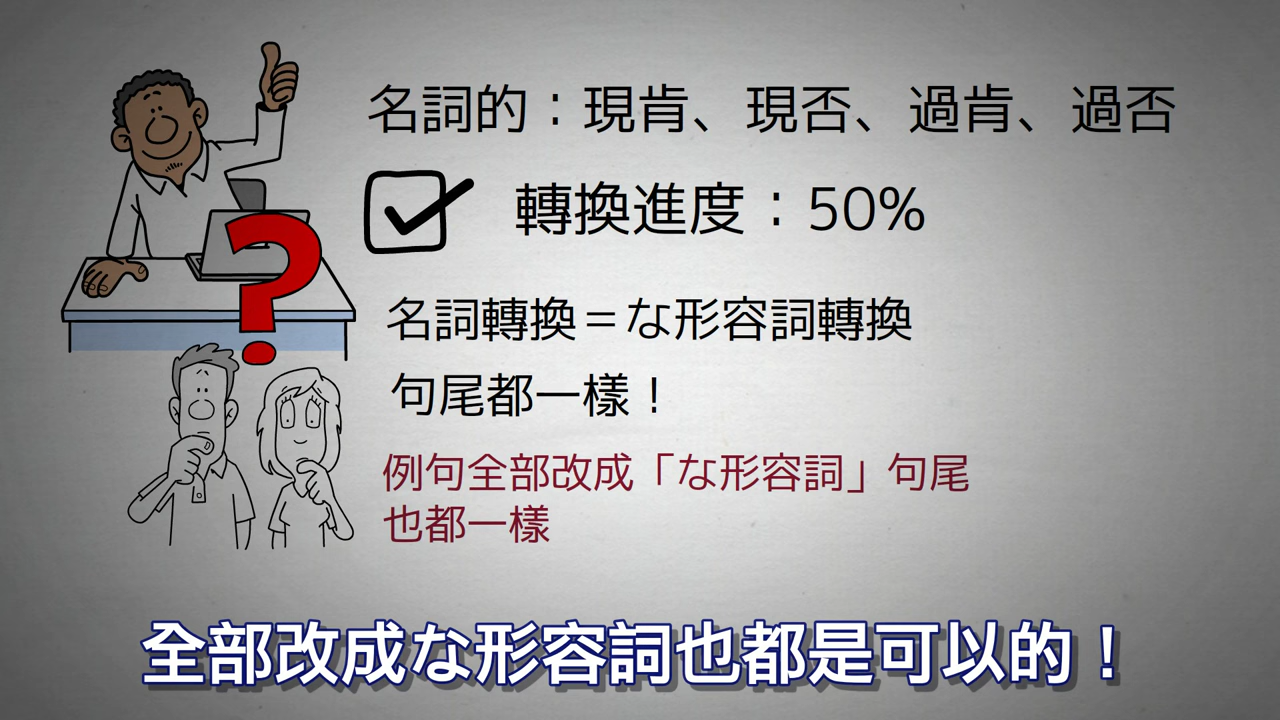 名詞的：現肯、現否、過肯、過否
轉換進度：50%
名詞轉換＝な形容詞轉換
句尾都一樣！
例句全部改成「な形容詞」句尾
也都一樣
全部改成な形容詞也都是可以的！